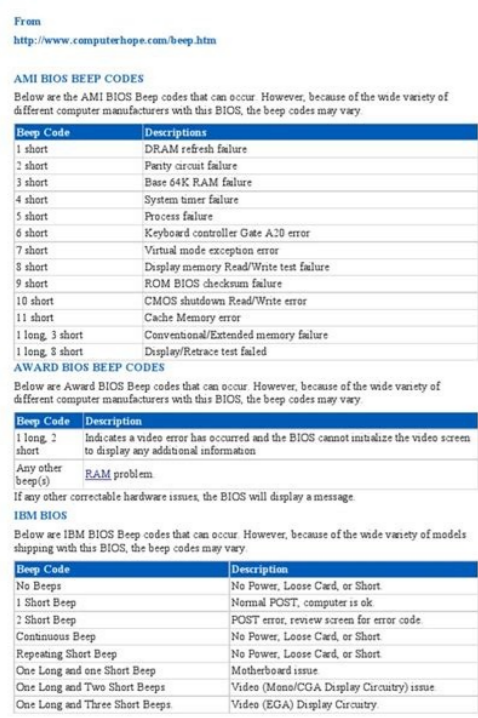 From
http://www.computerhope.com/beep.htm
AMI BIOS BEEP CODES
Below are the AMI BIOS Beep codes that can occur. However, because of the wide variety of
different computer manufacturers with this BIOS, the beep codes may vary.
Beep Code Descriptions
1 short DRAM refresh failure
2 short Parity circuit failure
3 short Base 64K RAM failure
4 short System timer failure
5 short Process failure
6 short Keyboard controller Gate A20 error
7 short Virtual mode exception error
8 short Display memory Read/Write test failure
9 short ROM BIOS checksum failure
10 short CMOS shutdown Read/Write error
11 short Cache Memory error
1 long, 3 short Conventional/Extended memory failure
1 long, 8 short Display/Retrace test failed
AWARD BIOS BEEP CODES
Below are Award BIOS Beep codes that can occur. However, because of the wide variety of
different computer manufacturers with this BIOS, the beep codes may vary.
Beep Code Description
1 long, 2 Indicates a video error has occurred and the BIOS cannot initialize the video screen
short to display any additional information
Any other
beep(s) RAM problem.
If any other correctable hardware issues, the BIOS will display a message.
IBM BIOS
Below are IBM BIOS Beep codes that can occur. However, because of the wide variety of models
shipping with this BIOS, the beep codes may vary.
Beep Code Description
No Beeps No Power, Loose Card, or Short.
1 Short Beep Normal POST, computer is ok.
2 Short Beep POST error, review screen for error code.
Continuous Beep No Power, Loose Card, or Short.
Repeating Short Beep No Power, Loose Card, or Short.
One Long and one Short Beep Motherboard issue.
One Long and Two Short Beeps Video (Mono/CGA Display Circuitry) issue.
One Long and Three Short Beeps. Video (EGA) Display Circuitry.